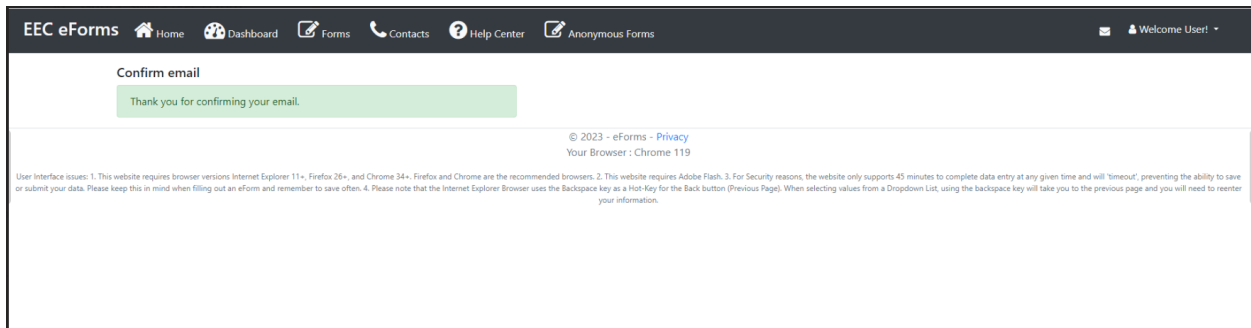 EEC eForms Home Dashboard Forms Contacts Help Center Anonymous Forms Welcome User!
Confirm email
Thank you for confirming your email.
© 2023 - eForms - Privacy
Your Browser : Chrome 119
User Interface issues: 1. This website requires browser versions Internet Explorer 11+, Firefox 26+, and Chrome 34+. Firefox and Chrome are the recommended browsers. 2. This website requires Adobe Flash. 3. For Security reasons, the website only supports 45 minutes to complete data entry at any given time and will 'timeout', preventing the ability to save
or submit your data. Please keep this in mind when filling out an eForm and remember to save often. 4. Please note that the Internet Explorer Browser uses the Backspace key as a Hot-Key for the Back button (Previous Page). When selecting values from a Dropdown List, using the backspace key will take you to the previous page and you will need to reenter
your information.